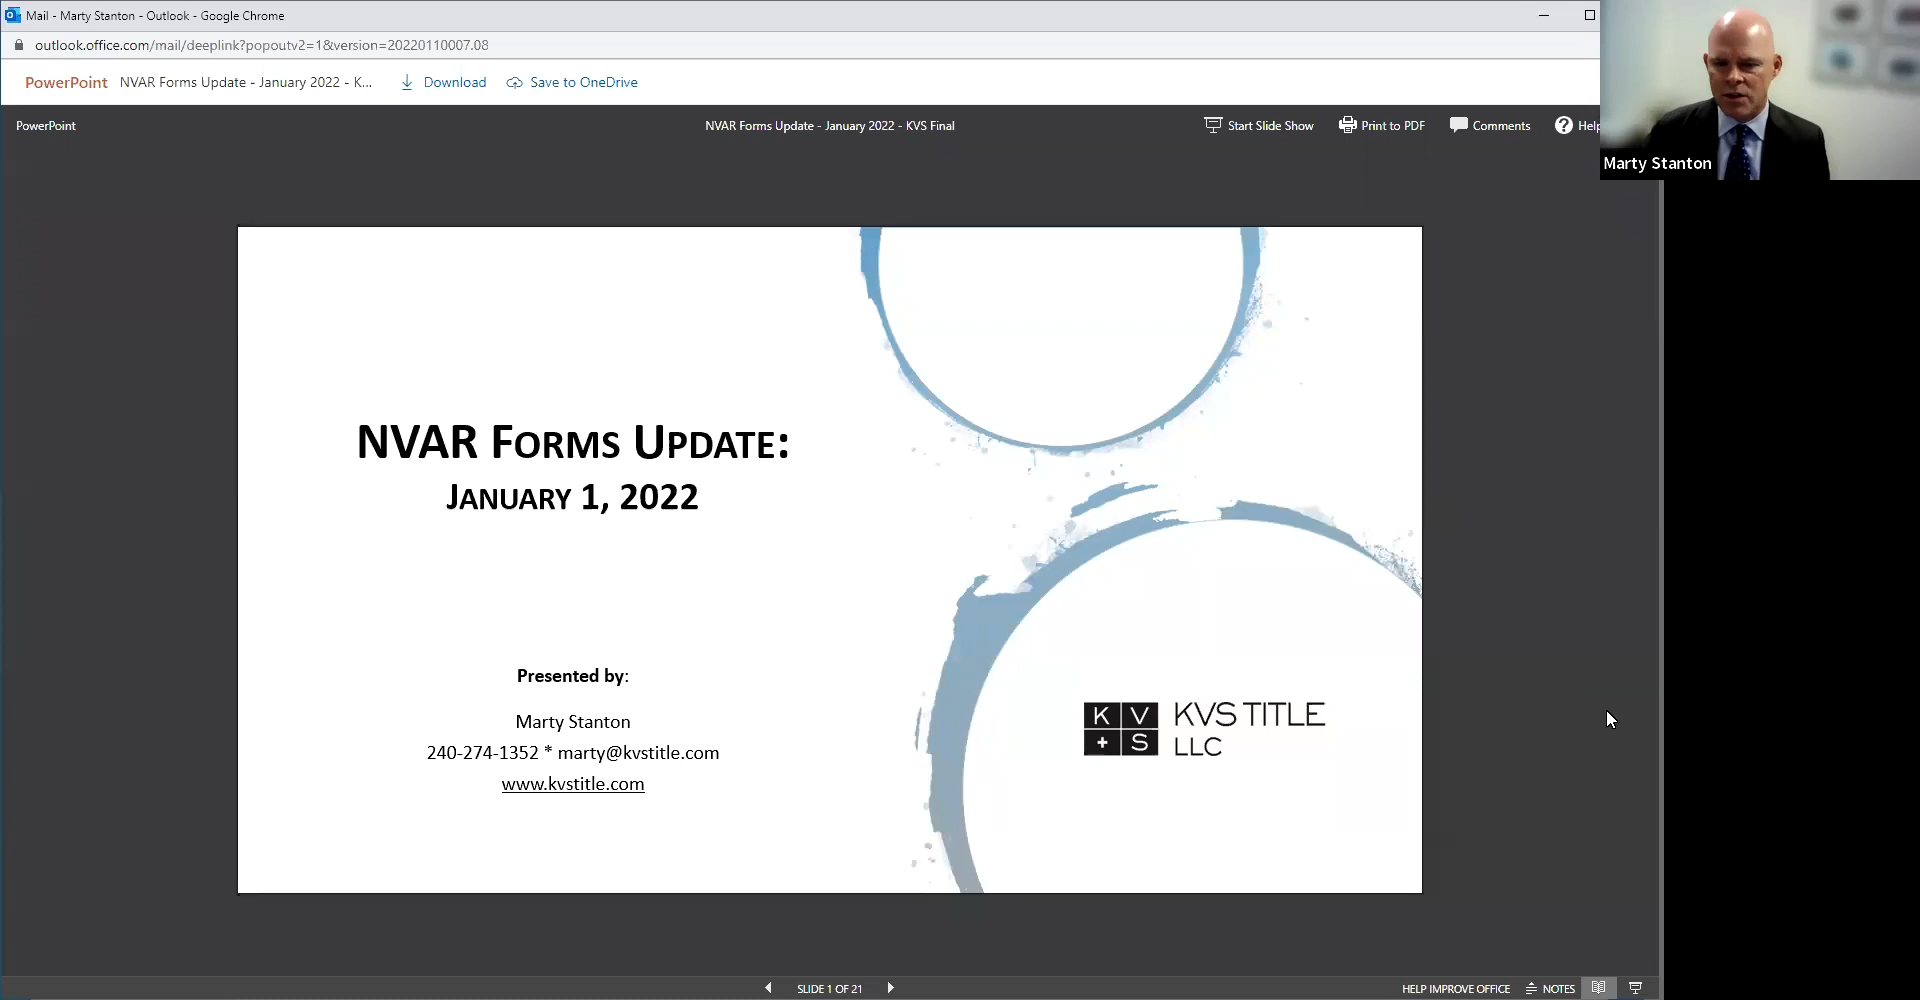 Mail - Marty Stanton - Outlook - Google Chrome
outlook.office.com/mail/deeplink?popoutv2=1&version=20220110007.08
PowerPoint NVAR Forms Update - January 2022 - K... Download Save to OneDrive
PowerPoint NVAR Forms Update - January 2022 - KVS Final Start Slide Show Print to PDF Comments Help
Marty Stanton
NVAR FORMS UPDATE:
JANUARY 1, 2022
Presented by:
Marty Stanton
240-274-1352 * marty@kvstitle.com
www.kvstitle.com
K V
+ S
KVS TITLE
LLC
SLIDE 1 OF 21 HELP IMPROVE OFFICE NOTES